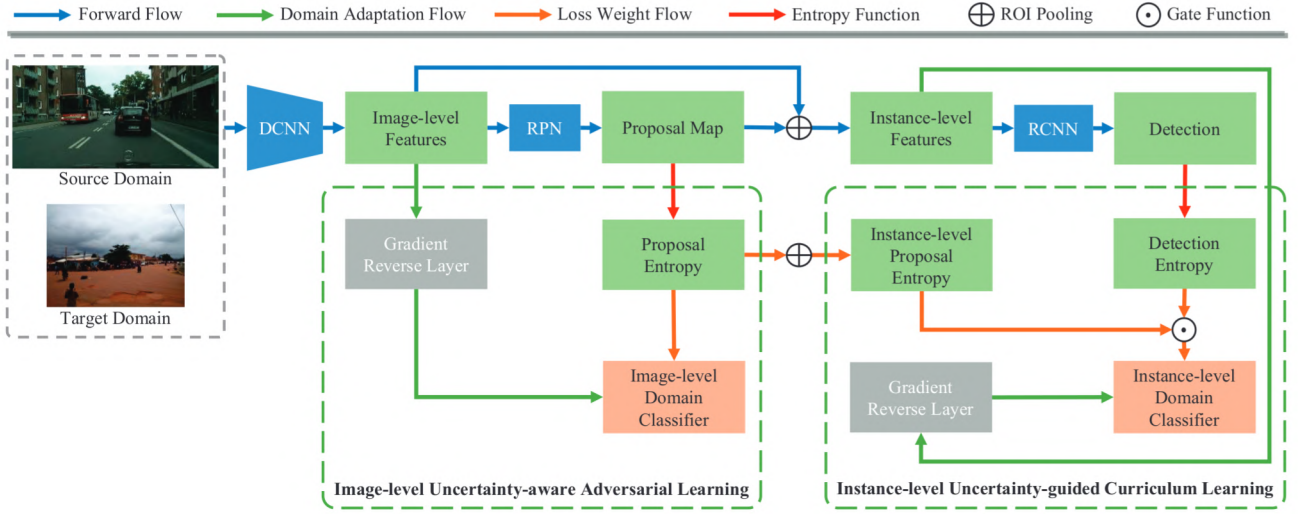 Forward Flow
Domain Adaptation Flow
Loss Weight Flow
Entropy Function
ROI Pooling
Gate Function
Source Domain
Target Domain
DCNN
Image-level
Features
RPN
Proposal Map
Instance-level
Features
RCNN
Detection
Gradient
Reverse Layer
Proposal
Entropy
Image-level
Domain
Classifier
Image-level Uncertainty-aware Adversarial Learning
Instance-level
Proposal
Entropy
Detection
Entropy
Gradient
Reverse Layer
Instance-level
Domain
Classifier
Instance-level Uncertainty-guided Curriculum Learning